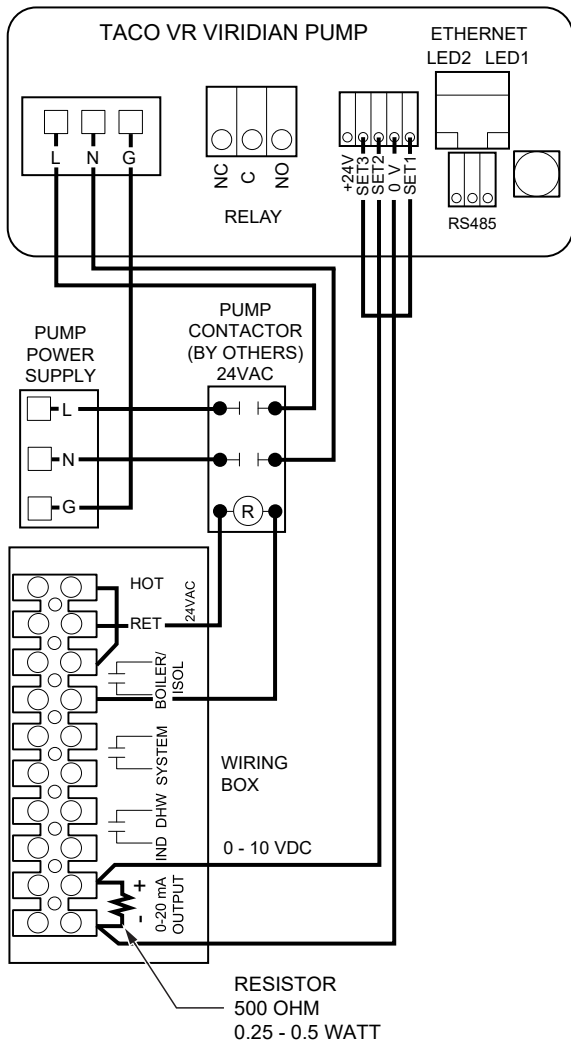 TACO VR VIRIDIAN PUMP
ETHERNET
LED2 LED1
L N G
NC
C
NO
RELAY
+24V
SET3
SET2
0 V
SET1
RS485
PUMP
POWER
SUPPLY
PUMP
CONTACTOR
(BY OTHERS)
24VAC
L
N
G
R
HOT
RET
24VAC
BOILER/
ISOL
SYSTEM
IND DHW
WIRING
BOX
0 - 10 VDC
+
-
0-20 mA
OUTPUT
RESISTOR
500 OHM
0.25 - 0.5 WATT